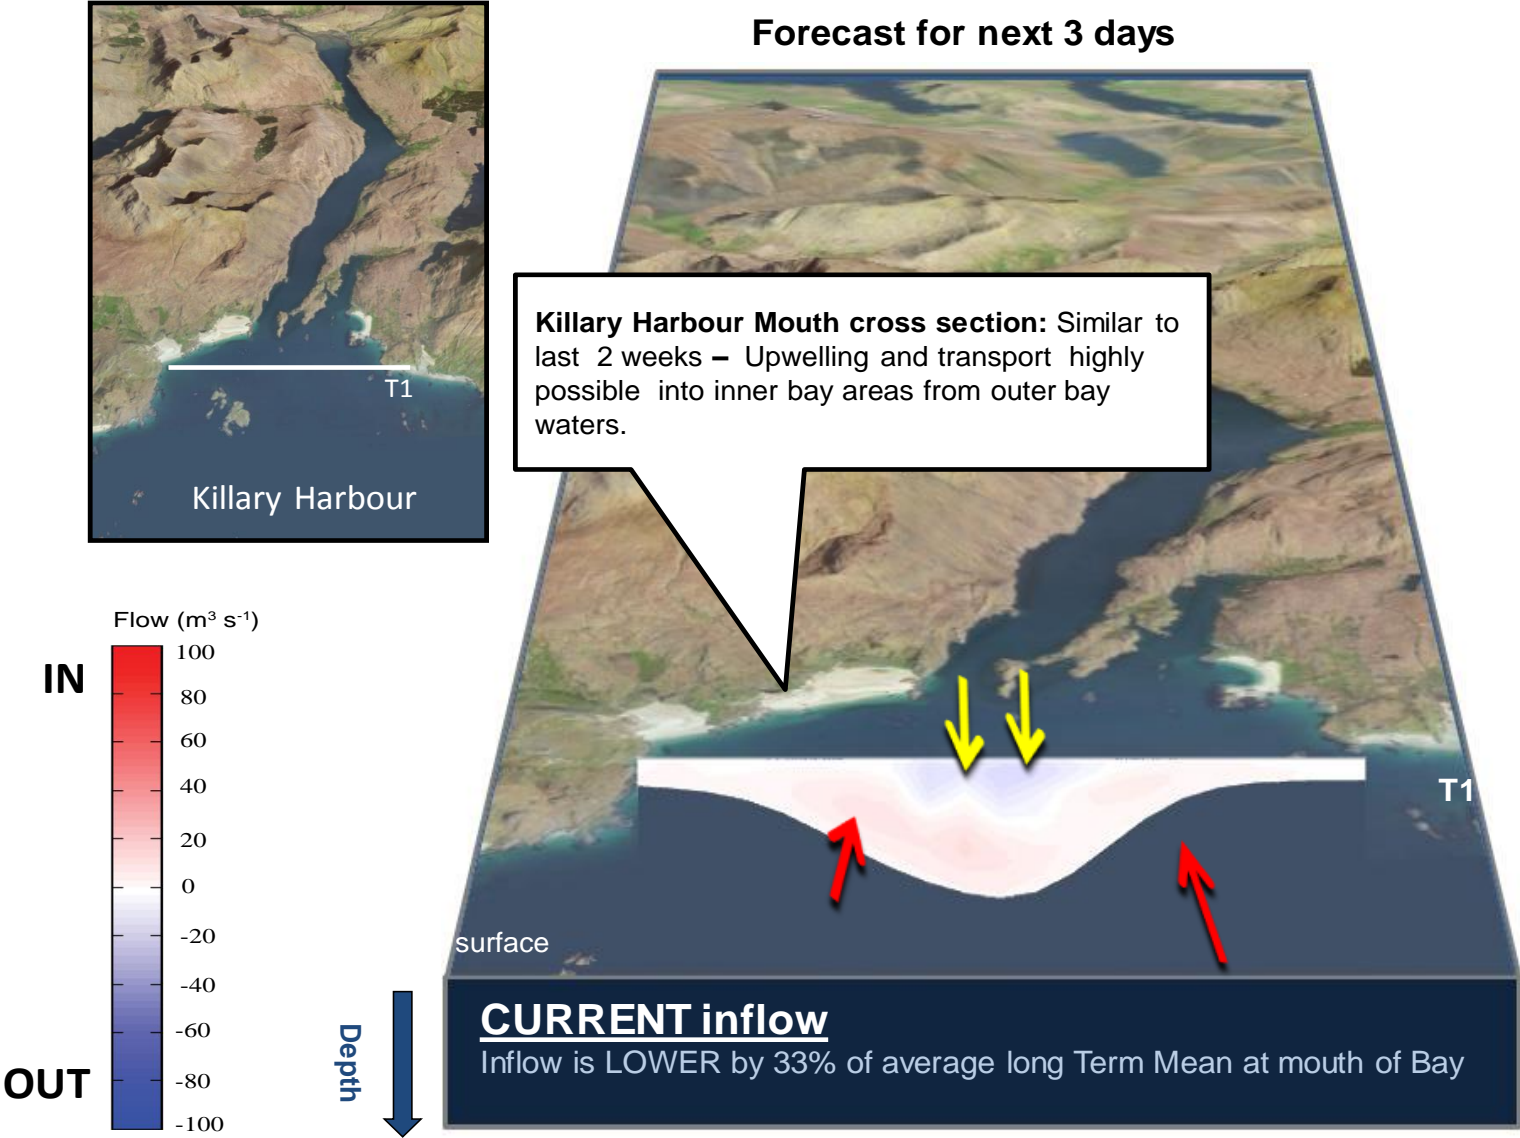 Forecast for next 3 days
T1
Killary Harbour
Killary Harbour Mouth cross section: Similar to
last 2 weeks – Upwelling and transport highly
possible into inner bay areas from outer bay
waters.
Flow (m³ s⁻¹)
IN
100
80
60
40
20
0
-20
-40
-60
-80
-100
OUT
T1
surface
Depth
CURRENT inflow
Inflow is LOWER by 33% of average long Term Mean at mouth of Bay